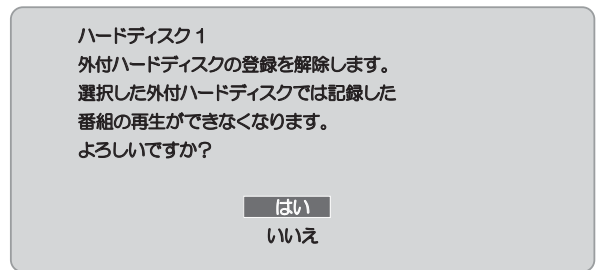 ハードディスク 1
外付ハードディスクの登録を解除します。
選択した外付ハードディスクでは記録した
番組の再生ができなくなります。
よろしいですか？
はい
いいえ